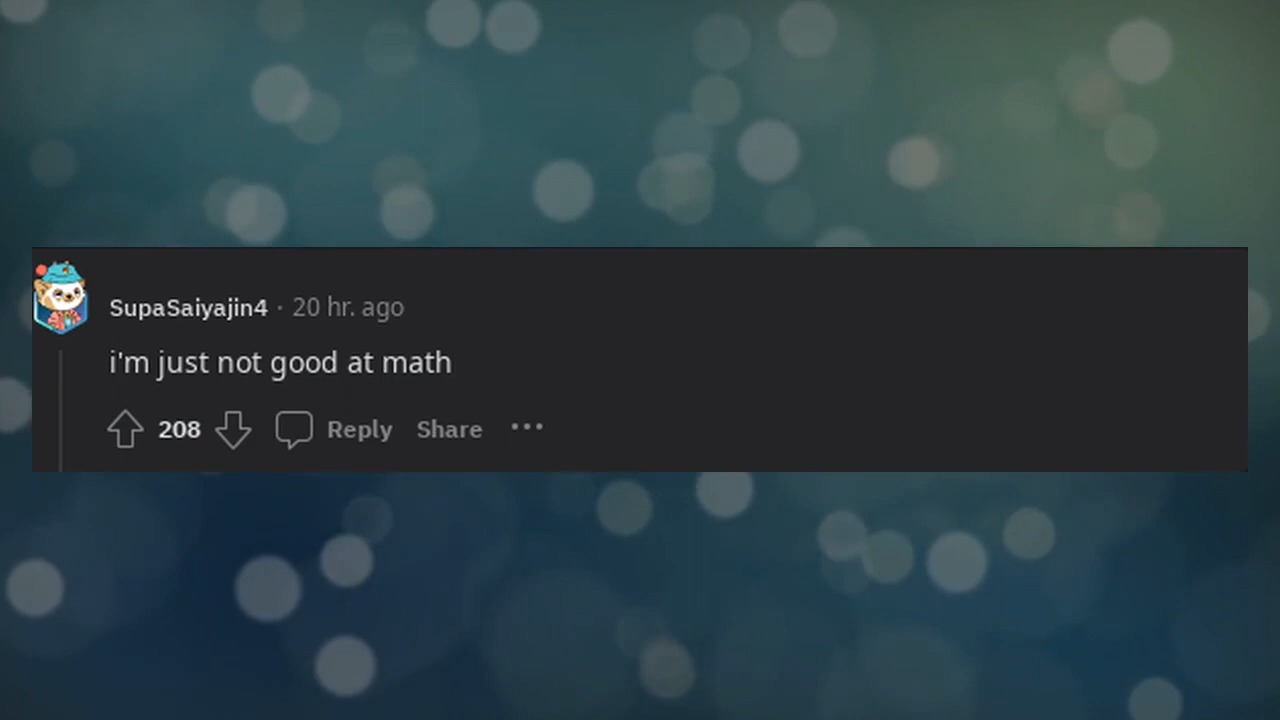 SupaSaiyajin4 · 20 hr. ago
i'm just not good at math
208 Reply Share •••